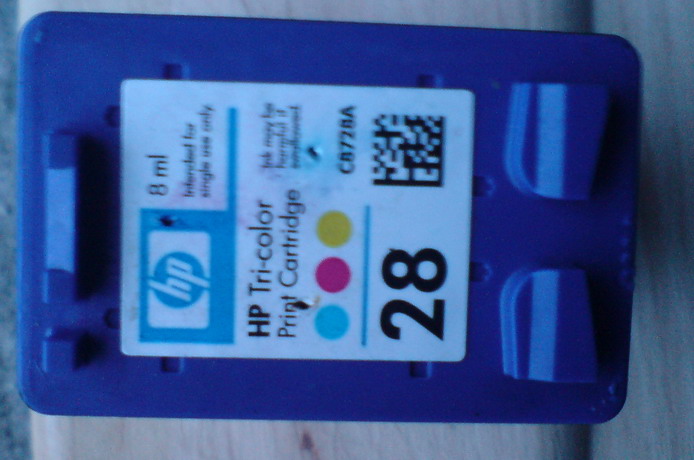 hp
8 ml
Intended for
single use only.
HP Tri-color
Print Cartridge
Ink may be
harmful if
swallowed.
28
C8728A